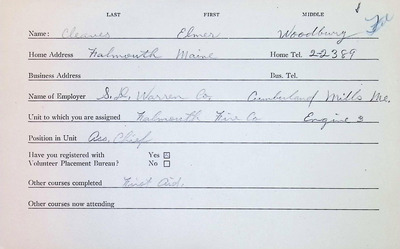 LAST FIRST MIDDLE
Name: Cleaves Elmer Woodbury
Home Address Falmouth Maine Home Tel. 22389
Business Address Bus. Tel.
Name of Employer S.D. Warren Co. Cumberland Mills Me.
Unit to which you are assigned Falmouth Fire Co Engine 3
Position in Unit Ass. Chief
Have you registered with Yes ☒
Volunteer Placement Bureau? No ☐
Other courses completed First Aid.
Other courses now attending